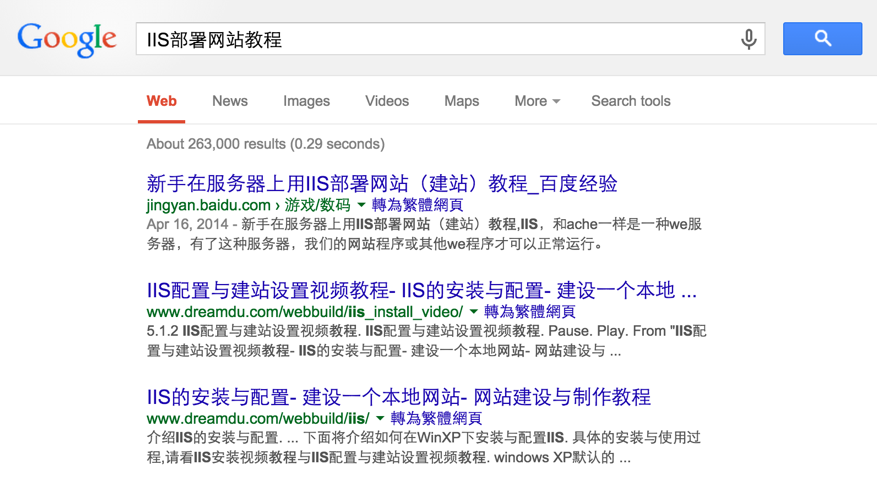 Google
IIS部署网站教程
Web News Images Videos Maps More Search tools
About 263,000 results (0.29 seconds)
新手在服务器上用IIS部署网站（建站）教程_百度经验
jingyan.baidu.com › 游戏/数码 轉為繁體網頁
Apr 16, 2014 - 新手在服务器上用IIS部署网站（建站）教程,IIS，和ache一样是一种we服
务器，有了这种服务器，我们的网站程序或其他we程序才可以正常运行。
IIS配置与建站设置视频教程- IIS的安装与配置- 建设一个本地 ...
www.dreamdu.com/webbuild/iis_install_video/ 轉為繁體網頁
5.1.2 IIS配置与建站设置视频教程. IIS配置与建站设置视频教程. Pause. Play. From "IIS配
置与建站设置视频教程- IIS的安装与配置- 建设一个本地网站- 网站建设与 ...
IIS的安装与配置- 建设一个本地网站- 网站建设与制作教程
www.dreamdu.com/webbuild/iis/ 轉為繁體網頁
介绍IIS的安装与配置. ... 下面将介绍如何在WinXP下安装与配置IIS. 具体的安装与使用过
程,请看IIS安装视频教程与IIS配置与建站设置视频教程. windows XP默认的 ...